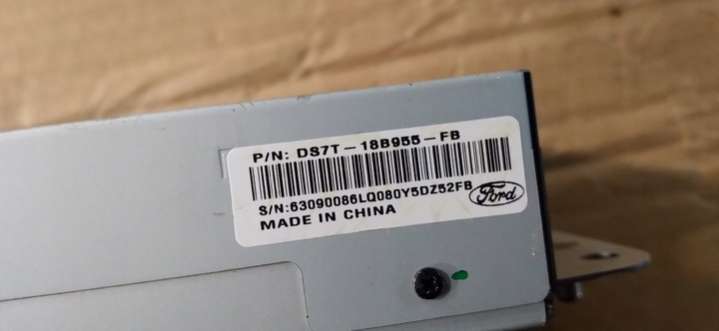 P/N: DS7T-18B955-FB
S/N:63090086LQ080Y5DZ52FB
Ford
MADE IN CHINA